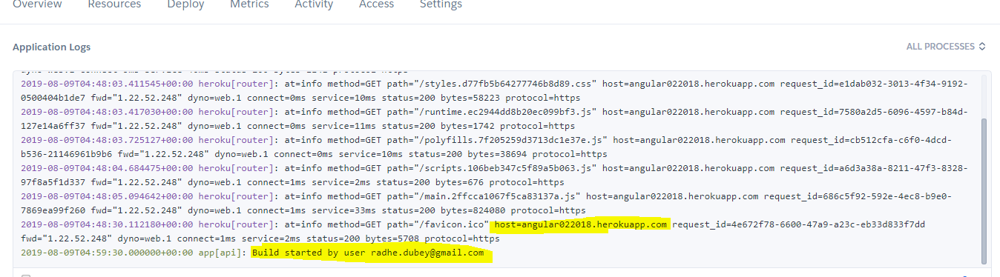 Overview Resources Deploy Metrics Activity Access Settings
Application Logs
ALL PROCESSES
2019-08-09T04:48:03.411545+00:00 heroku[router]: at=info method=GET path="/styles.d77fb5b64277746b8d89.css" host=angular022018.herokuapp.com request_id=e1dab032-3013-4f34-9192-
0500404b1de7 fwd="1.22.52.248" dyno=web.1 connect=0ms service=10ms status=200 bytes=58223 protocol=https
2019-08-09T04:48:03.417030+00:00 heroku[router]: at=info method=GET path="/runtime.ec2944dd8b20ec099bf3.js" host=angular022018.herokuapp.com request_id=7580a2d5-6096-4597-b84d-
127e14a6ff37 fwd="1.22.52.248" dyno=web.1 connect=0ms service=11ms status=200 bytes=1742 protocol=https
2019-08-09T04:48:03.725127+00:00 heroku[router]: at=info method=GET path="/polyfills.7f205259d3713dc1e37e.js" host=angular022018.herokuapp.com request_id=cb512cfa-c6f0-4dcd-
b536-21146961b9b6 fwd="1.22.52.248" dyno=web.1 connect=0ms service=10ms status=200 bytes=38694 protocol=https
2019-08-09T04:48:04.684475+00:00 heroku[router]: at=info method=GET path="/scripts.106beb347c5f89a5b063.js" host=angular022018.herokuapp.com request_id=a6d3a38a-8211-47f3-8328-
97f8a5f1d337 fwd="1.22.52.248" dyno=web.1 connect=1ms service=2ms status=200 bytes=676 protocol=https
2019-08-09T04:48:05.094642+00:00 heroku[router]: at=info method=GET path="/main.2ffcca1067f5ca83137a.js" host=angular022018.herokuapp.com request_id=686c5f92-592e-4ec8-b9e0-
7869ea99f260 fwd="1.22.52.248" dyno=web.1 connect=1ms service=33ms status=200 bytes=824080 protocol=https
2019-08-09T04:48:30.112180+00:00 heroku[router]: at=info method=GET path="/favicon.ico" host=angular022018.herokuapp.com request_id=4e672f78-6600-47a9-a23c-eb33d833f7dd
fwd="1.22.52.248" dyno=web.1 connect=1ms service=2ms status=200 bytes=5708 protocol=https
2019-08-09T04:59:30.000000+00:00 app[api]: Build started by user radhe.dubey@gmail.com